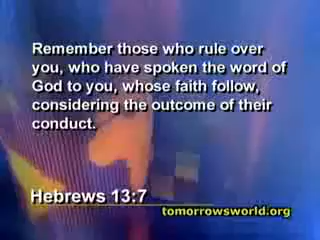 Remember those who rule over
you, who have spoken the word of
God to you, whose faith follow,
considering the outcome of their
conduct.
Hebrews 13:7
tomorrowsworld.org